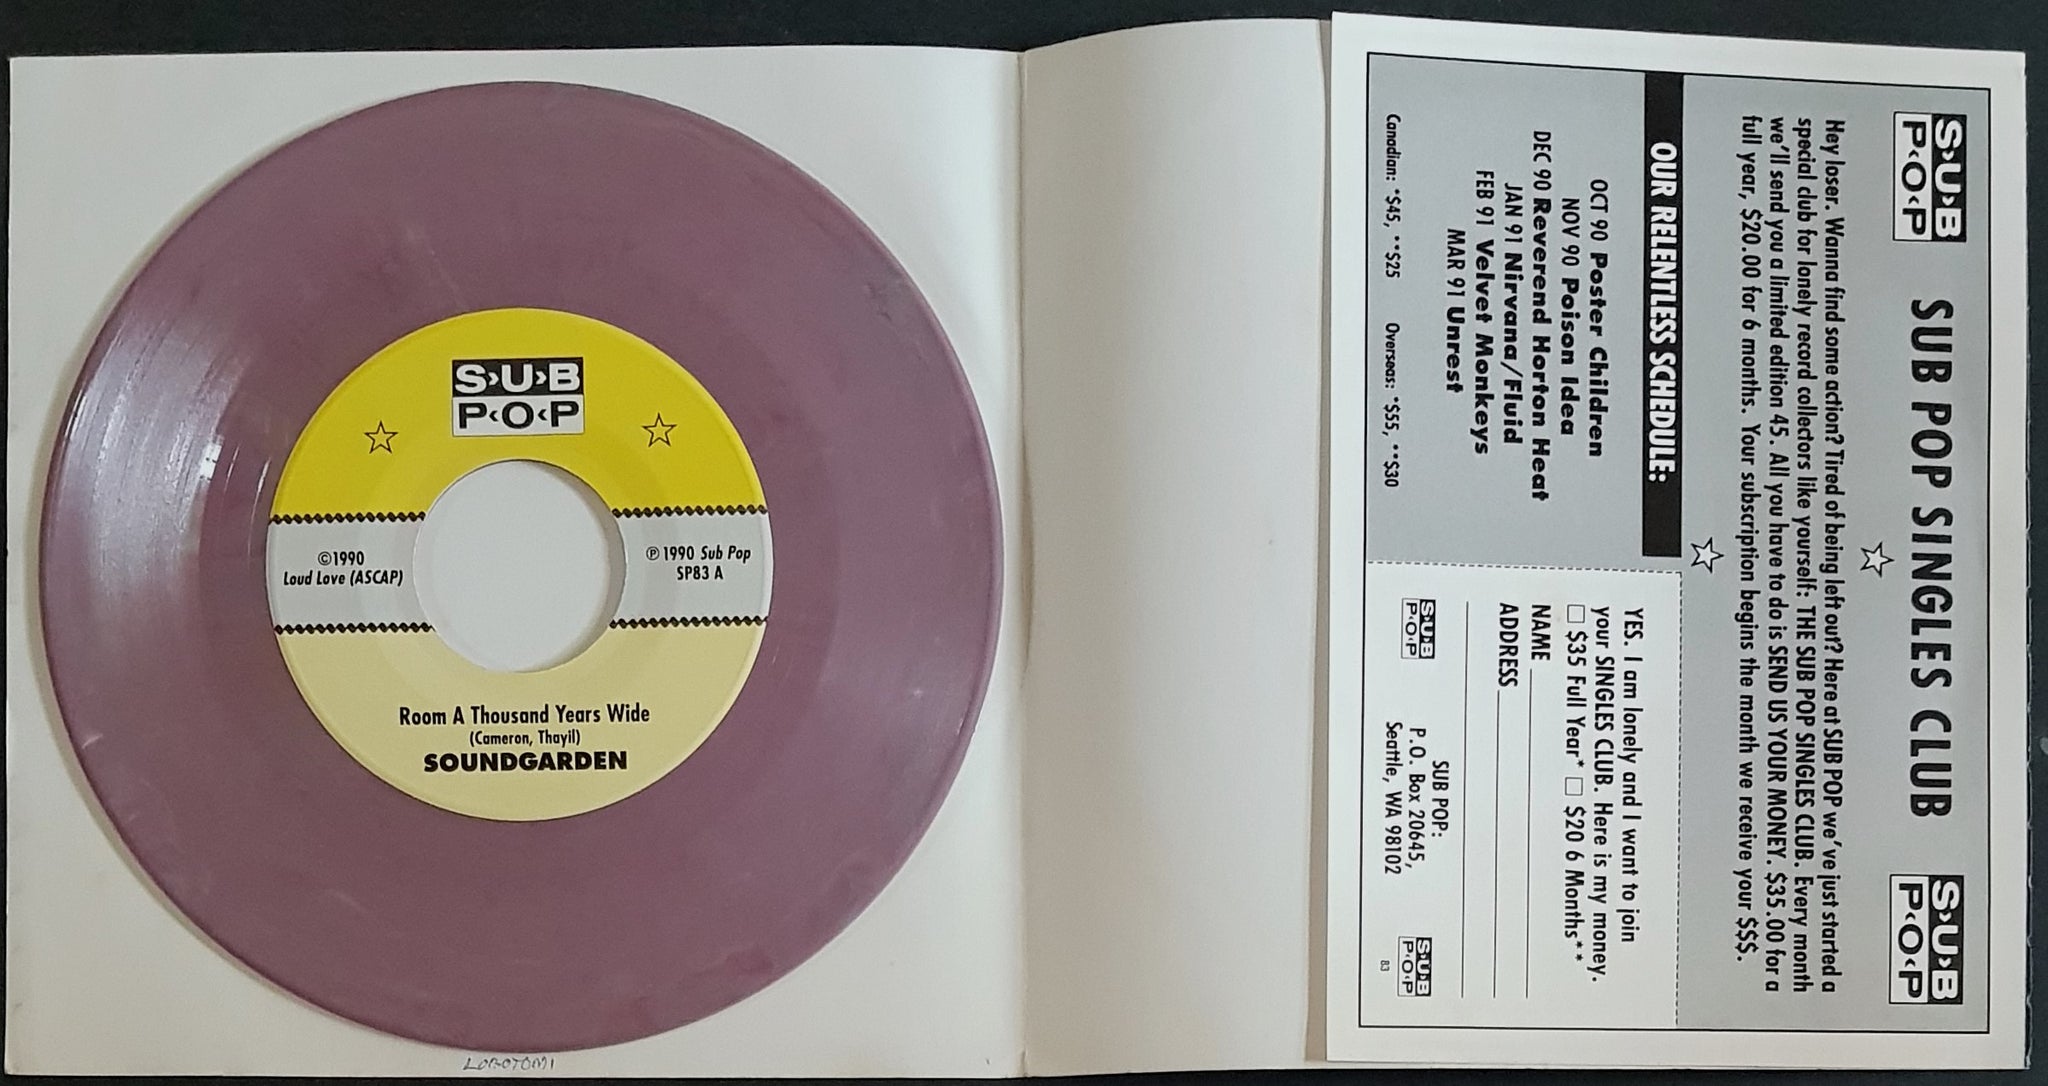 S›U›B
P‹O‹P
©1990
Loud Love (ASCAP)
℗ 1990 Sub Pop
SP83 A
Room A Thousand Years Wide
(Cameron, Thayil)
SOUNDGARDEN
LOBOTOMI
S›U›B
P‹O‹P
SUB POP SINGLES CLUB
S›U›B
P‹O‹P
Hey loser. Wanna find some action? Tired of being left out? Here at SUB POP we've just started a
special club for lonely record collectors like yourself: THE SUB POP SINGLES CLUB. Every month
we'll send you a limited edition 45. All you have to do is SEND US YOUR MONEY. $35.00 for a
full year, $20.00 for 6 months. Your subscription begins the month we receive your $$$.
OUR RELENTLESS SCHEDULE:
OCT 90 Poster Children
NOV 90 Poison Idea
DEC 90 Reverend Horton Heat
JAN 91 Nirvana/Fluid
FEB 91 Velvet Monkeys
MAR 91 Unrest
Canadian: *$45, **$25 Overseas: *$55, **$30
YES. I am lonely and I want to join
your SINGLES CLUB. Here is my money.
□ $35 Full Year* □ $20 6 Months**
NAME
ADDRESS
S›U›B
P‹O‹P
SUB POP:
P.O. Box 20645,
Seattle, WA 98102
S›U›B
P‹O‹P
83